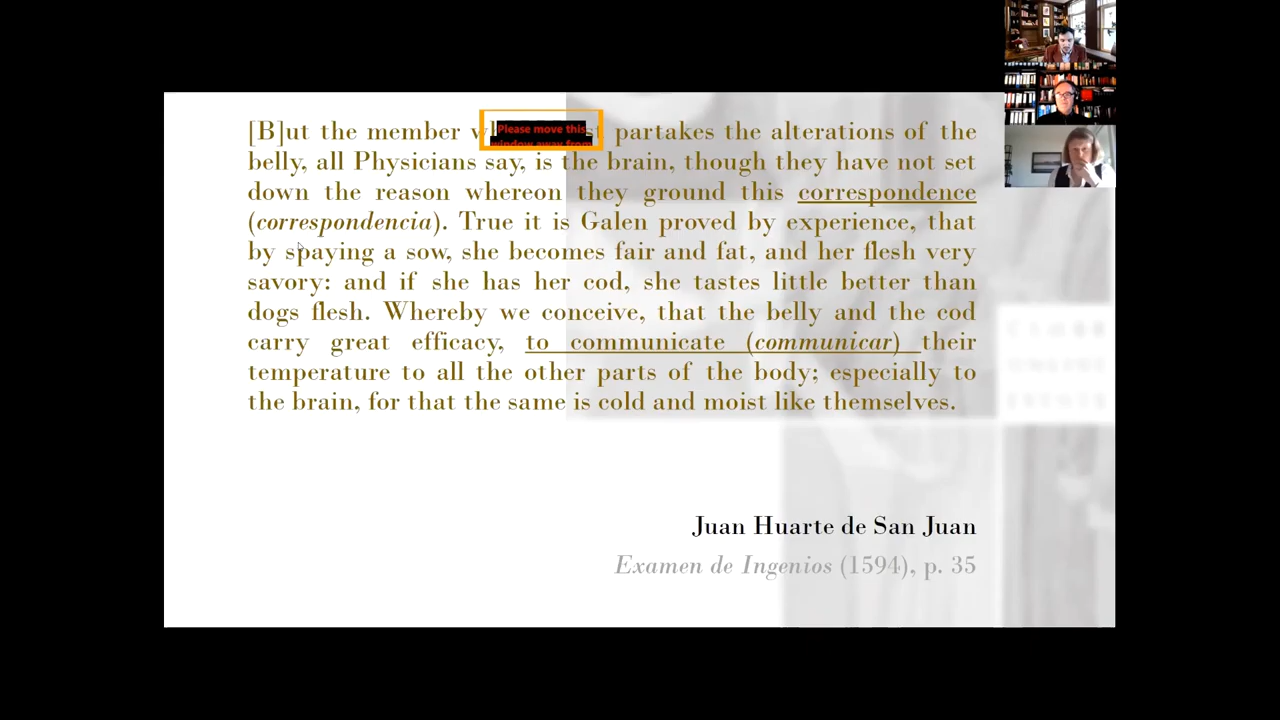 [B]ut the member partakes the alterations of the
Please move this
window away from
belly, all Physicians say, is the brain, though they have not set
down the reason whereon they ground this correspondence
(correspondencia). True it is Galen proved by experience, that
by spaying a sow, she becomes fair and fat, and her flesh very
savory: and if she has her cod, she tastes little better than
dogs flesh. Whereby we conceive, that the belly and the cod
carry great efficacy, to communicate (communicar) their
temperature to all the other parts of the body; especially to
the brain, for that the same is cold and moist like themselves.
Juan Huarte de San Juan
Examen de Ingenios (1594), p. 35